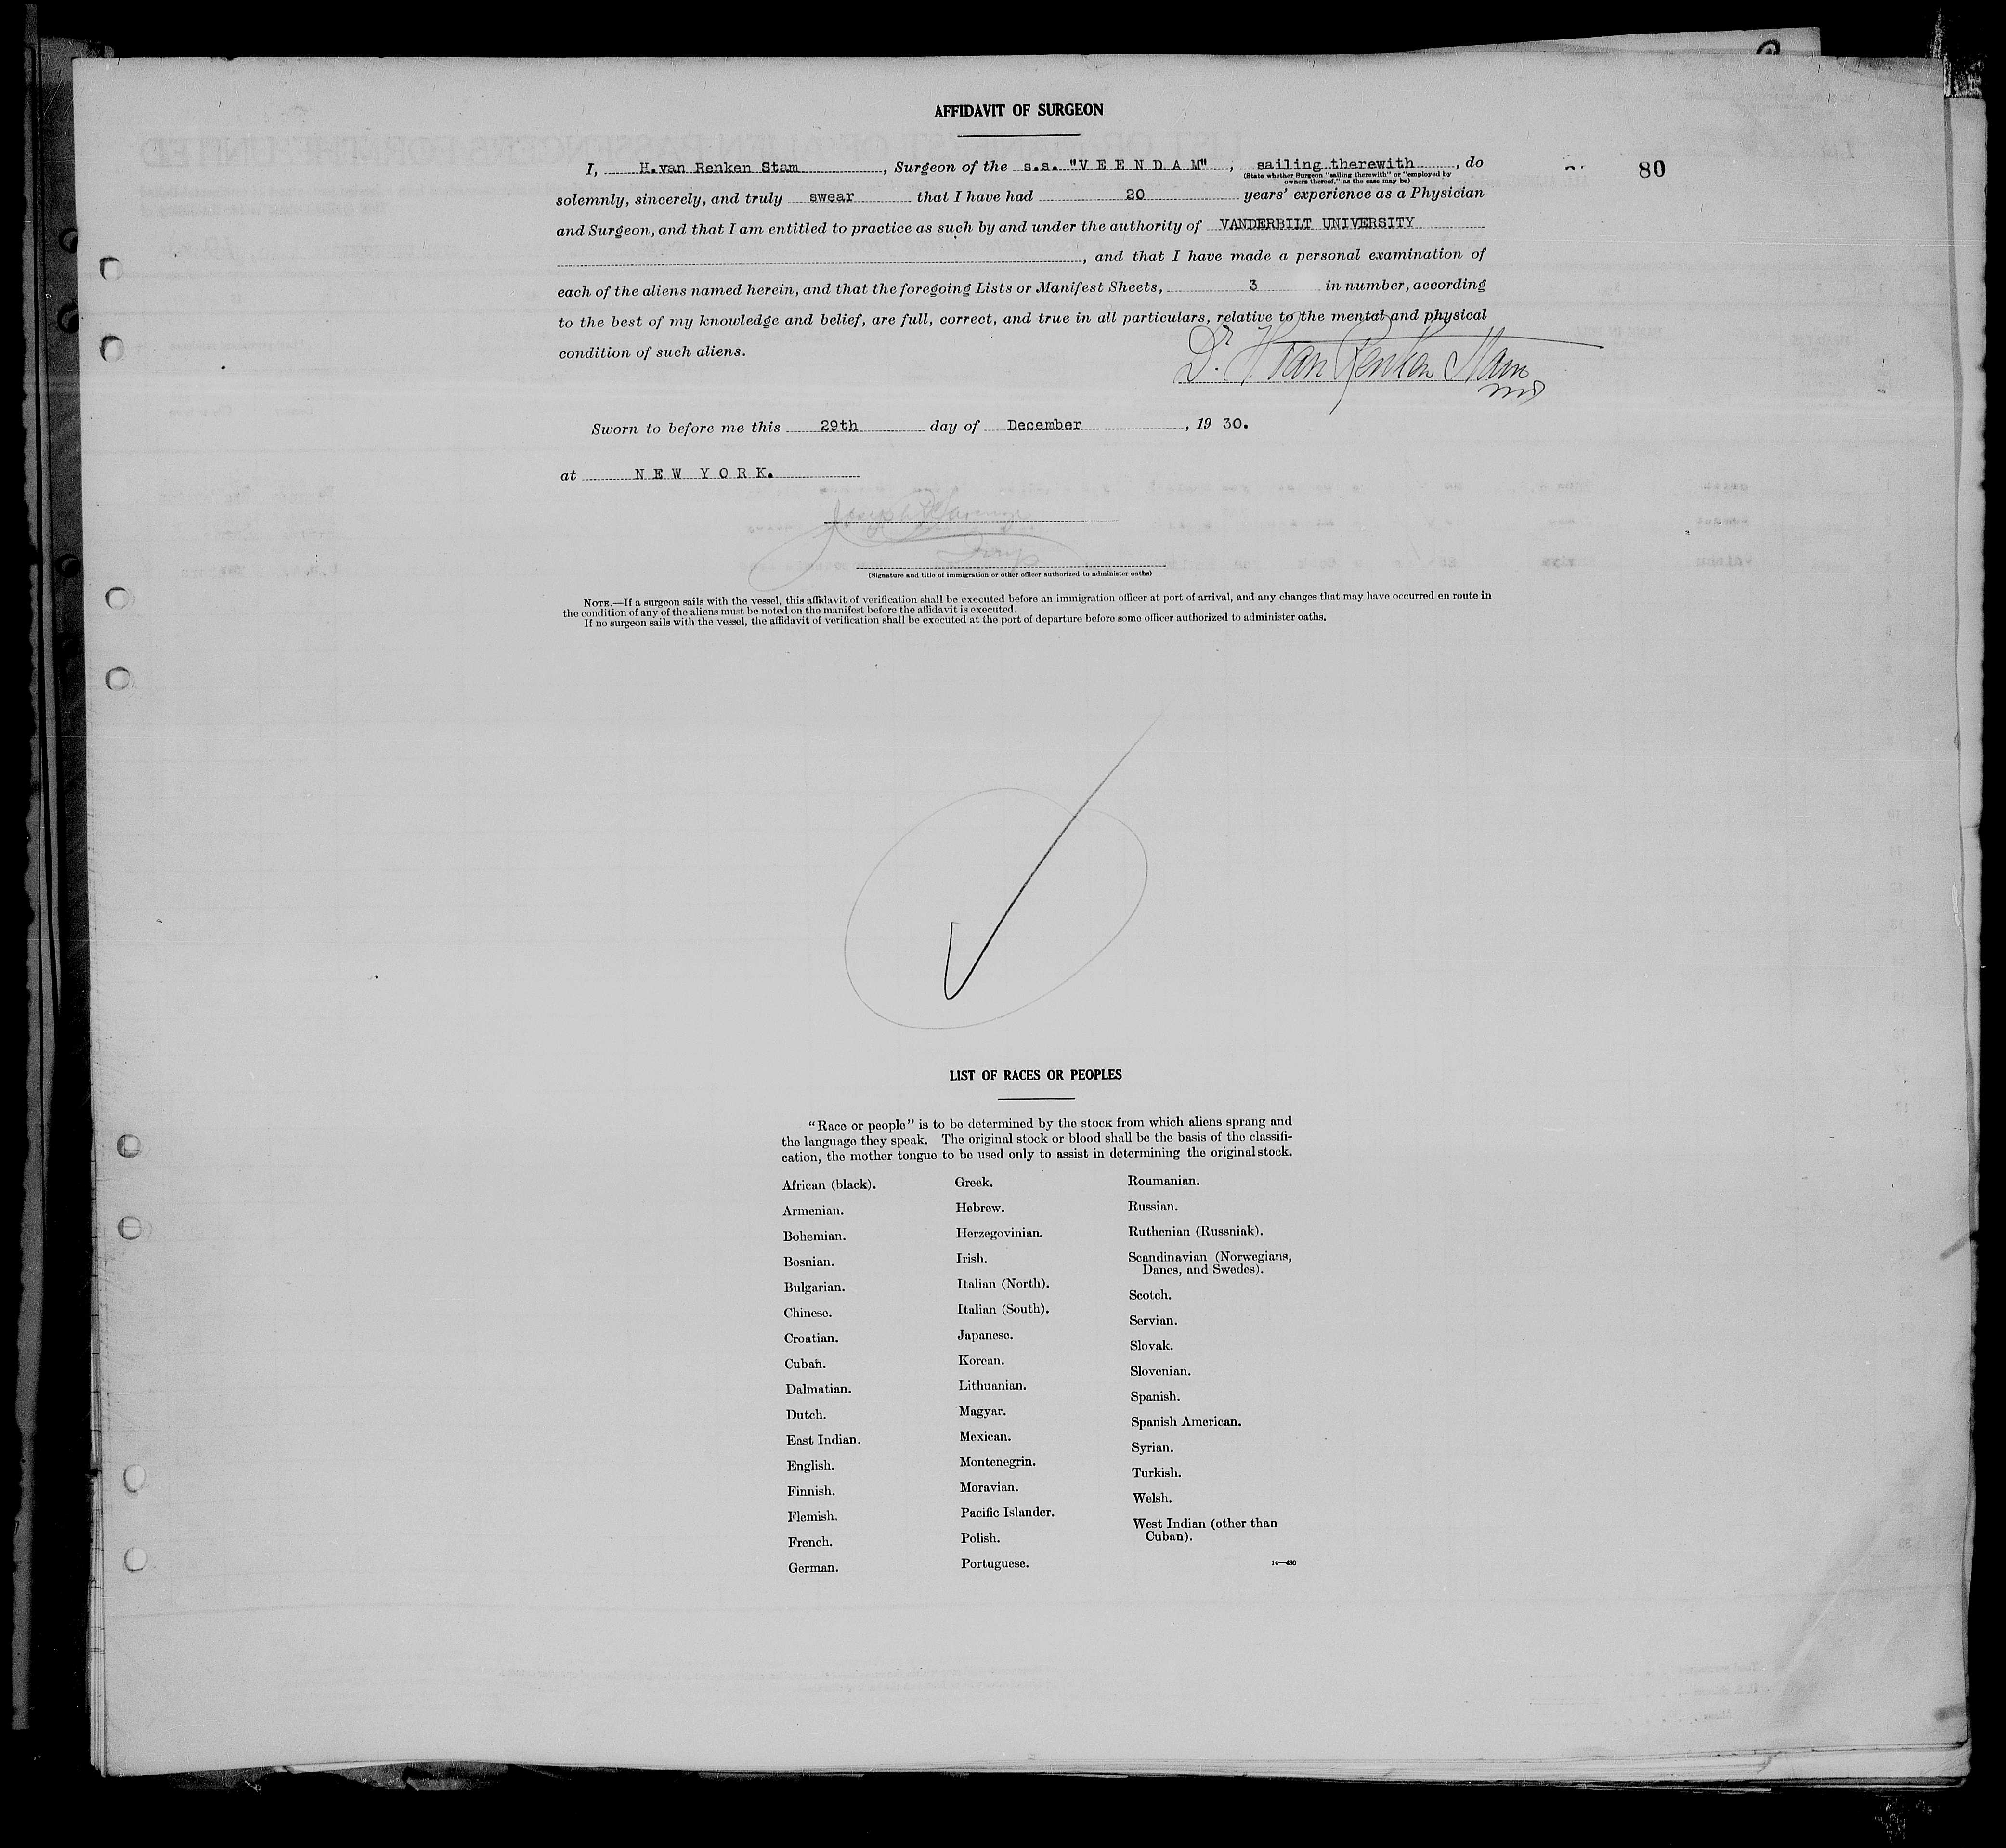 AFFIDAVIT OF SURGEON
80
I, H.van Renken Stam, Surgeon of the s.s. "V E E N D A M", sailing therewith, do
(State whether Surgeon "sailing therewith" or "employed by
owners thereof," as the case may be)
solemnly, sincerely, and truly swear that I have had 20 years' experience as a Physician
and Surgeon, and that I am entitled to practice as such by and under the authority of VANDERBILT UNIVERSITY
, and that I have made a personal examination of
each of the aliens named herein, and that the foregoing Lists or Manifest Sheets, 3 in number, according
to the best of my knowledge and belief, are full, correct, and true in all particulars, relative to the mental and physical
condition of such aliens.
Dr. H van Renken Stam
MD
Sworn to before me this 29th day of December, 19 30.
at N E W Y O R K.
Joseph
(Signature and title of immigration or other officer authorized to administer oaths)
NOTE.—If a surgeon sails with the vessel, this affidavit of verification shall be executed before an immigration officer at port of arrival, and any changes that may have occurred en route in
the condition of any of the aliens must be noted on the manifest before the affidavit is executed.
If no surgeon sails with the vessel, the affidavit of verification shall be executed at the port of departure before some officer authorized to administer oaths.
LIST OF RACES OR PEOPLES
"Race or people" is to be determined by the stock from which aliens sprang and
the language they speak. The original stock or blood shall be the basis of the classifi-
cation, the mother tongue to be used only to assist in determining the original stock.
African (black).
Armenian.
Bohemian.
Bosnian.
Bulgarian.
Chinese.
Croatian.
Cuban.
Dalmatian.
Dutch.
East Indian.
English.
Finnish.
Flemish.
French.
German.
Greek.
Hebrew.
Herzegovinian.
Irish.
Italian (North).
Italian (South).
Japanese.
Korean.
Lithuanian.
Magyar.
Mexican.
Montenegrin.
Moravian.
Pacific Islander.
Polish.
Portuguese.
Roumanian.
Russian.
Ruthenian (Russniak).
Scandinavian (Norwegians,
Danes, and Swedes).
Scotch.
Servian.
Slovak.
Slovenian.
Spanish.
Spanish American.
Syrian.
Turkish.
Welsh.
West Indian (other than
Cuban).